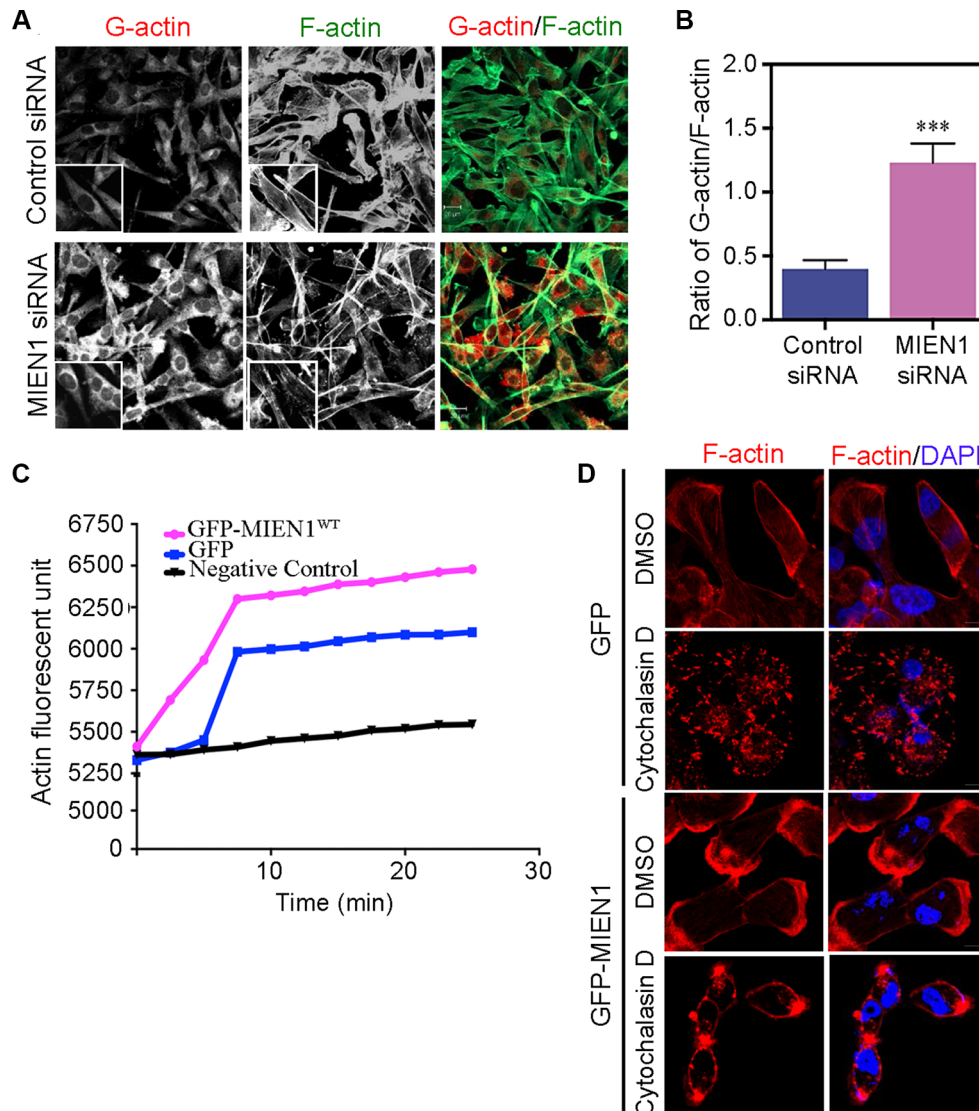 A
G-actin
F-actin
G-actin/F-actin
Control siRNA
MIEN1 siRNA
B
2.0
1.5
1.0
0.5
0.0
Ratio of G-actin/F-actin
***
Control
siRNA
MIEN1
siRNA
C
6750
6500
6250
6000
5750
5500
5250
5000
0
Actin fluorescent unit
GFP-MIEN1WT
GFP
Negative Control
10
20
30
Time (min)
D
F-actin
F-actin/DAPI
GFP
DMSO
Cytochalasin D
GFP-MIEN1
DMSO
Cytochalasin D